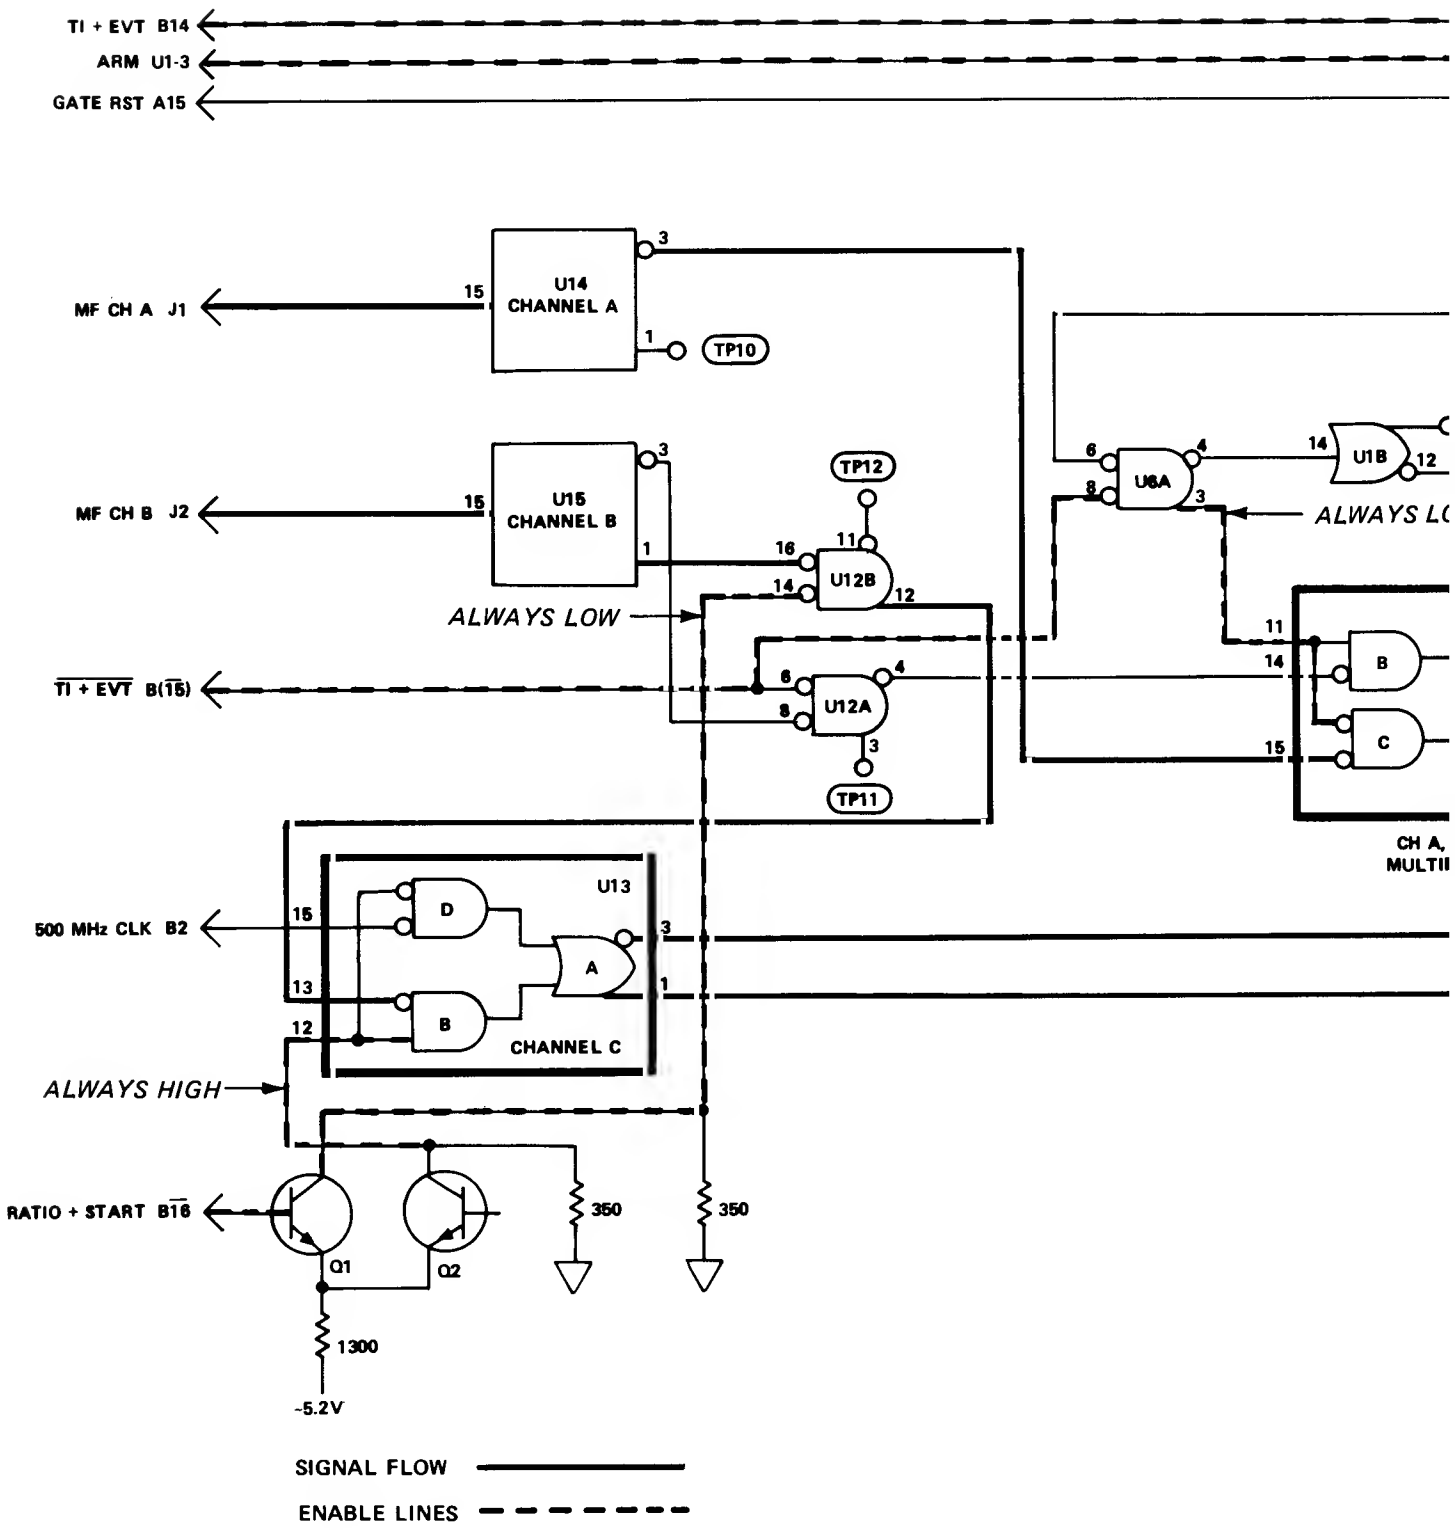 TI + EVT B14
ARM U1-3
GATE RST A15
3
U14
CHANNEL A
15
MF CH A J1
1
TP10
3
U15
CHANNEL B
15
MF CH B J2
1
TP12
11
16
14
U12B
12
ALWAYS LOW
6
8
U6A
4
3
14
U1B
12
ALWAYS LO
TI + EVT B(15)
6
8
U12A
4
3
TP11
11
14
15
B
C
CH A,
MULTI
U13
500 MHz CLK B2
15
D
3
A
13
B
1
12
CHANNEL C
ALWAYS HIGH
RATIO + START B16
Q1
Q2
350
350
1300
-5.2V
SIGNAL FLOW
ENABLE LINES